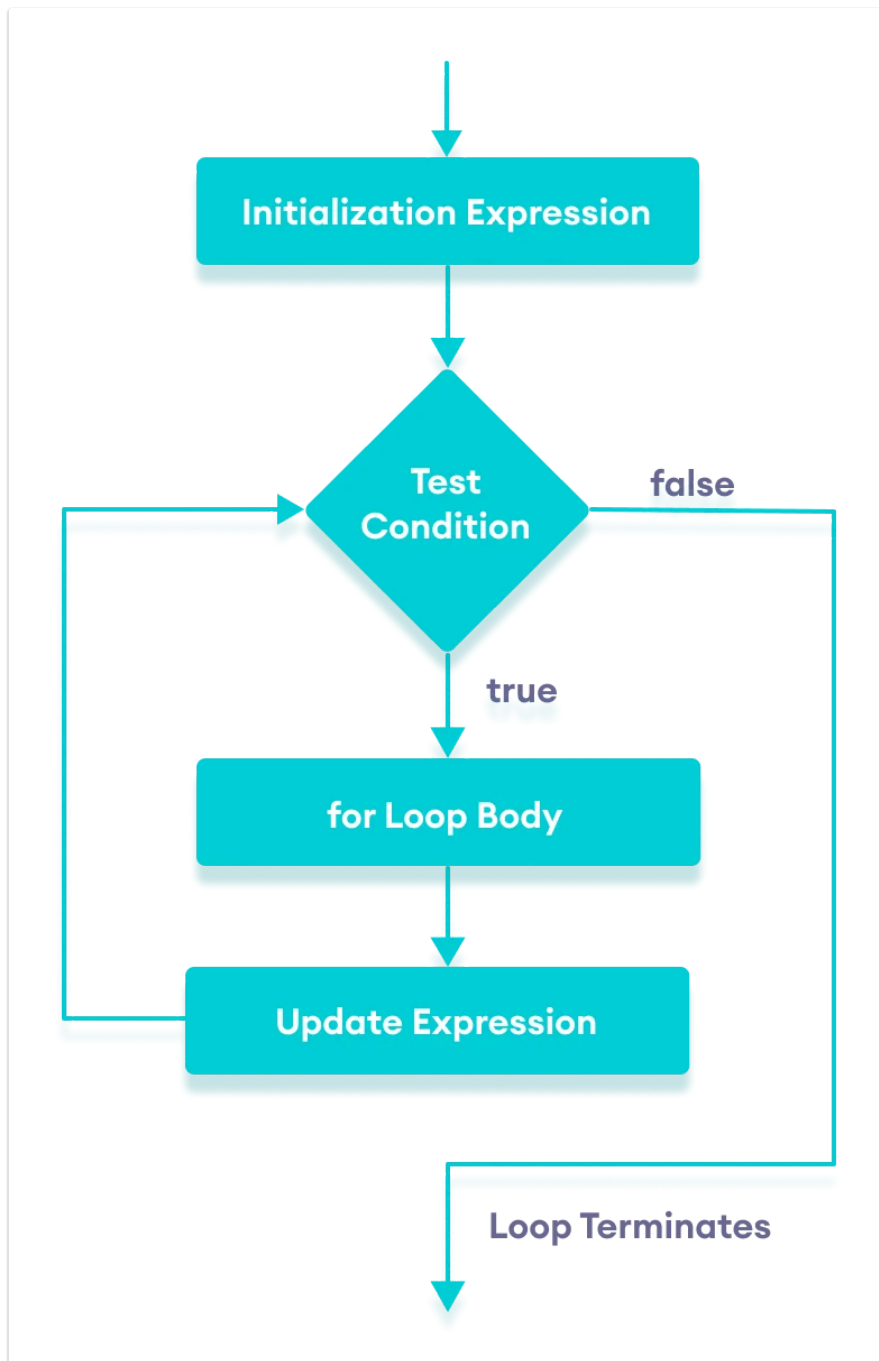 Initialization Expression
Test
Condition
false
true
for Loop Body
Update Expression
Loop Terminates